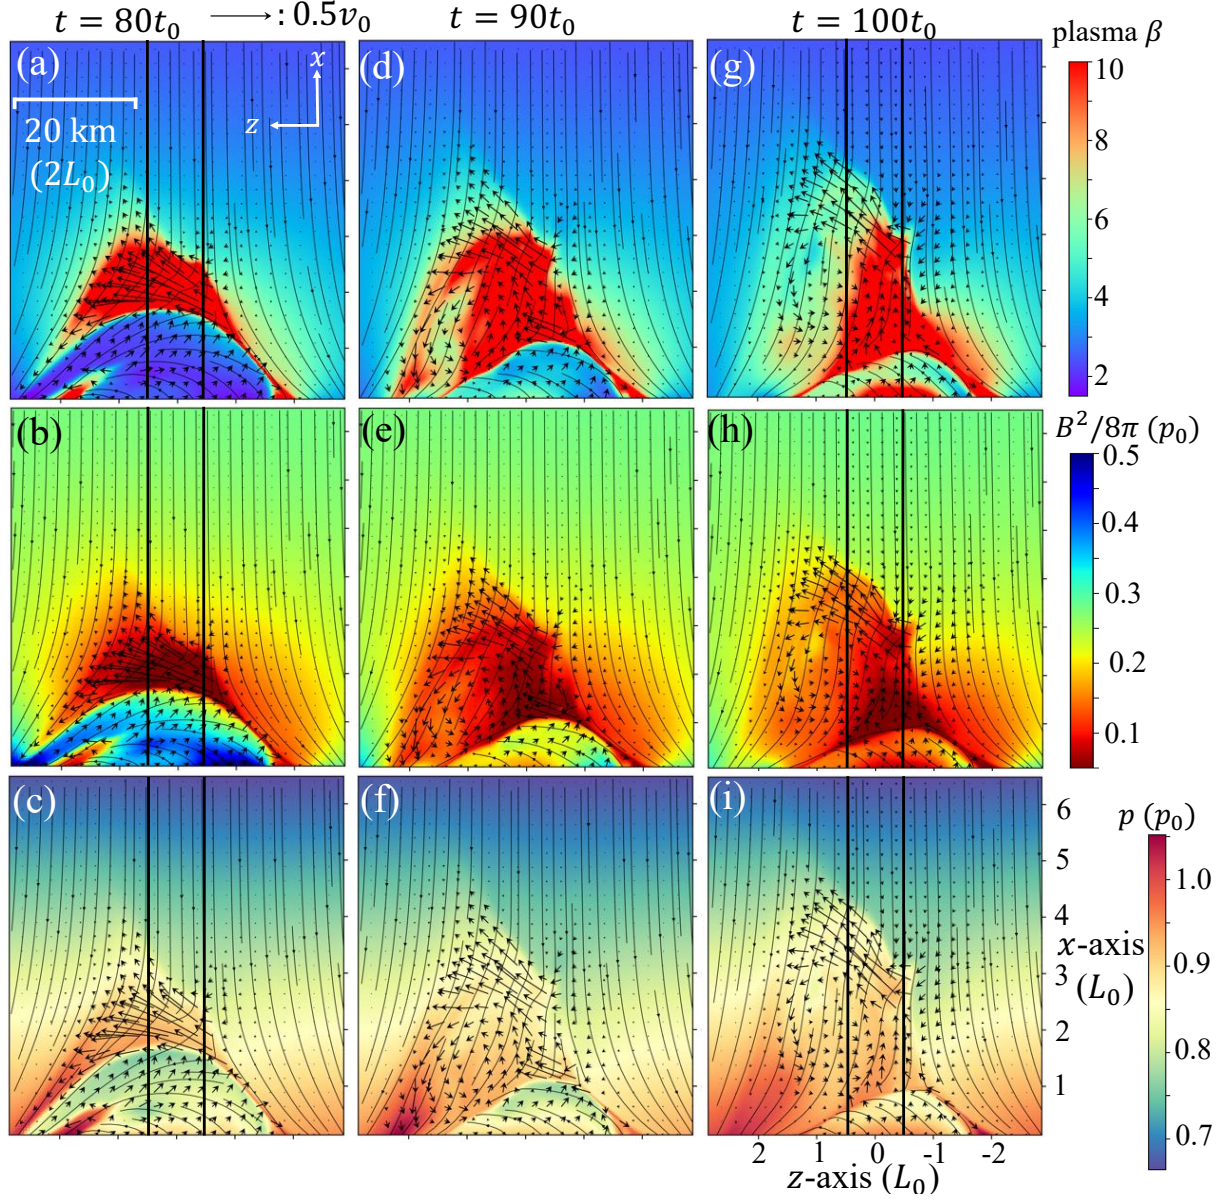 t = 80t₀ ⟶ : 0.5v₀ t = 90t₀ t = 100t₀
plasma β
(a) x (d) (g)
z
20 km
(2L₀)
10
8
6
4
2
(b) (e) (h)
B²/8π (p₀)
0.5
0.4
0.3
0.2
0.1
(c) (f) (i)
6
5
4
3
2
1
x-axis
(L₀)
p (p₀)
1.0
0.9
0.8
0.7
2 1 0 -1 -2
z-axis (L₀)